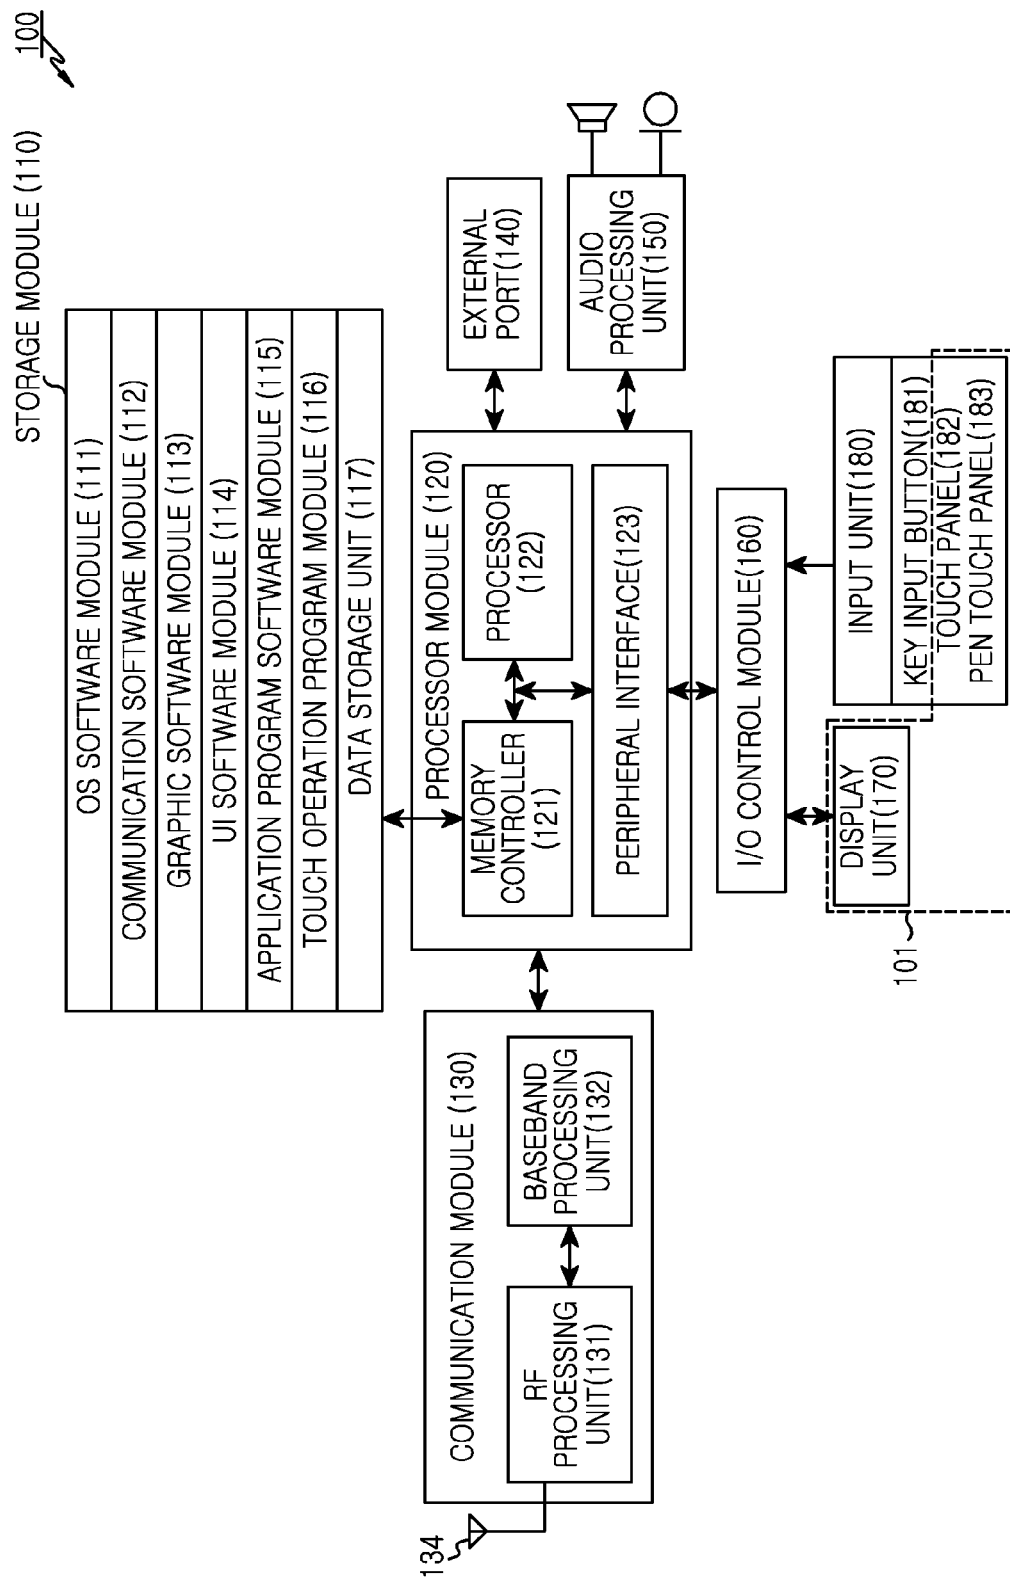 100
STORAGE MODULE (110)
OS SOFTWARE MODULE (111)
COMMUNICATION SOFTWARE MODULE (112)
GRAPHIC SOFTWARE MODULE (113)
UI SOFTWARE MODULE (114)
APPLICATION PROGRAM SOFTWARE MODULE (115)
TOUCH OPERATION PROGRAM MODULE (116)
DATA STORAGE UNIT (117)
134
COMMUNICATION MODULE (130)
RF
PROCESSING
UNIT(131)
BASEBAND
PROCESSING
UNIT(132)
PROCESSOR MODULE (120)
MEMORY
CONTROLLER
(121)
PROCESSOR
(122)
PERIPHERAL INTERFACE(123)
EXTERNAL
PORT(140)
AUDIO
PROCESSING
UNIT(150)
I/O CONTROL MODULE(160)
101
DISPLAY
UNIT(170)
INPUT UNIT(180)
KEY INPUT BUTTON(181)
TOUCH PANEL(182)
PEN TOUCH PANEL(183)